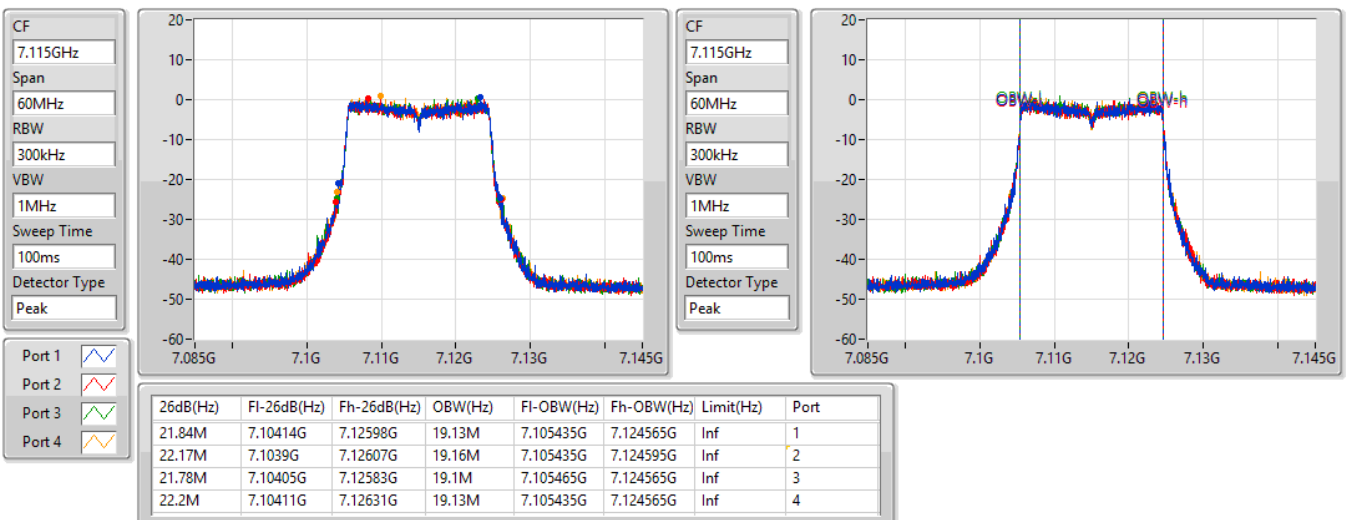 CF
7.115GHz
Span
60MHz
RBW
300kHz
VBW
1MHz
Sweep Time
100ms
Detector Type
Peak
20
10
0
-10
-20
-30
-40
-50
-60
7.085G 7.1G 7.11G 7.12G 7.13G 7.145G
CF
7.115GHz
Span
60MHz
RBW
300kHz
VBW
1MHz
Sweep Time
100ms
Detector Type
Peak
20
10
0
-10
-20
-30
-40
-50
-60
OBW-h
7.085G 7.1G 7.11G 7.12G 7.13G 7.145G
Port 1
Port 2
Port 3
Port 4
26dB(Hz) Fl-26dB(Hz) Fh-26dB(Hz) OBW(Hz) Fl-OBW(Hz) Fh-OBW(Hz) Limit(Hz) Port
21.84M 7.10414G 7.12598G 19.13M 7.105435G 7.124565G Inf 1
22.17M 7.1039G 7.12607G 19.16M 7.105435G 7.124595G Inf 2
21.78M 7.10405G 7.12583G 19.1M 7.105465G 7.124565G Inf 3
22.2M 7.10411G 7.12631G 19.13M 7.105435G 7.124565G Inf 4